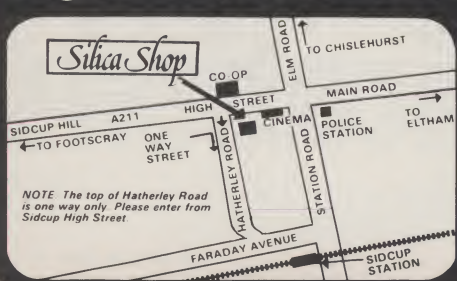 Silica Shop
CO-OP
ELM ROAD
TO CHISLEHURST
MAIN ROAD
HIGH STREET
SIDCUP HILL A211
CINEMA
POLICE
STATION
TO
ELTHAM
TO FOOTSCRAY
ONE
WAY
STREET
HATHERLEY ROAD
STATION ROAD
NOTE The top of Hatherley Road
is one way only. Please enter from
Sidcup High Street
FARADAY AVENUE
SIDCUP
STATION